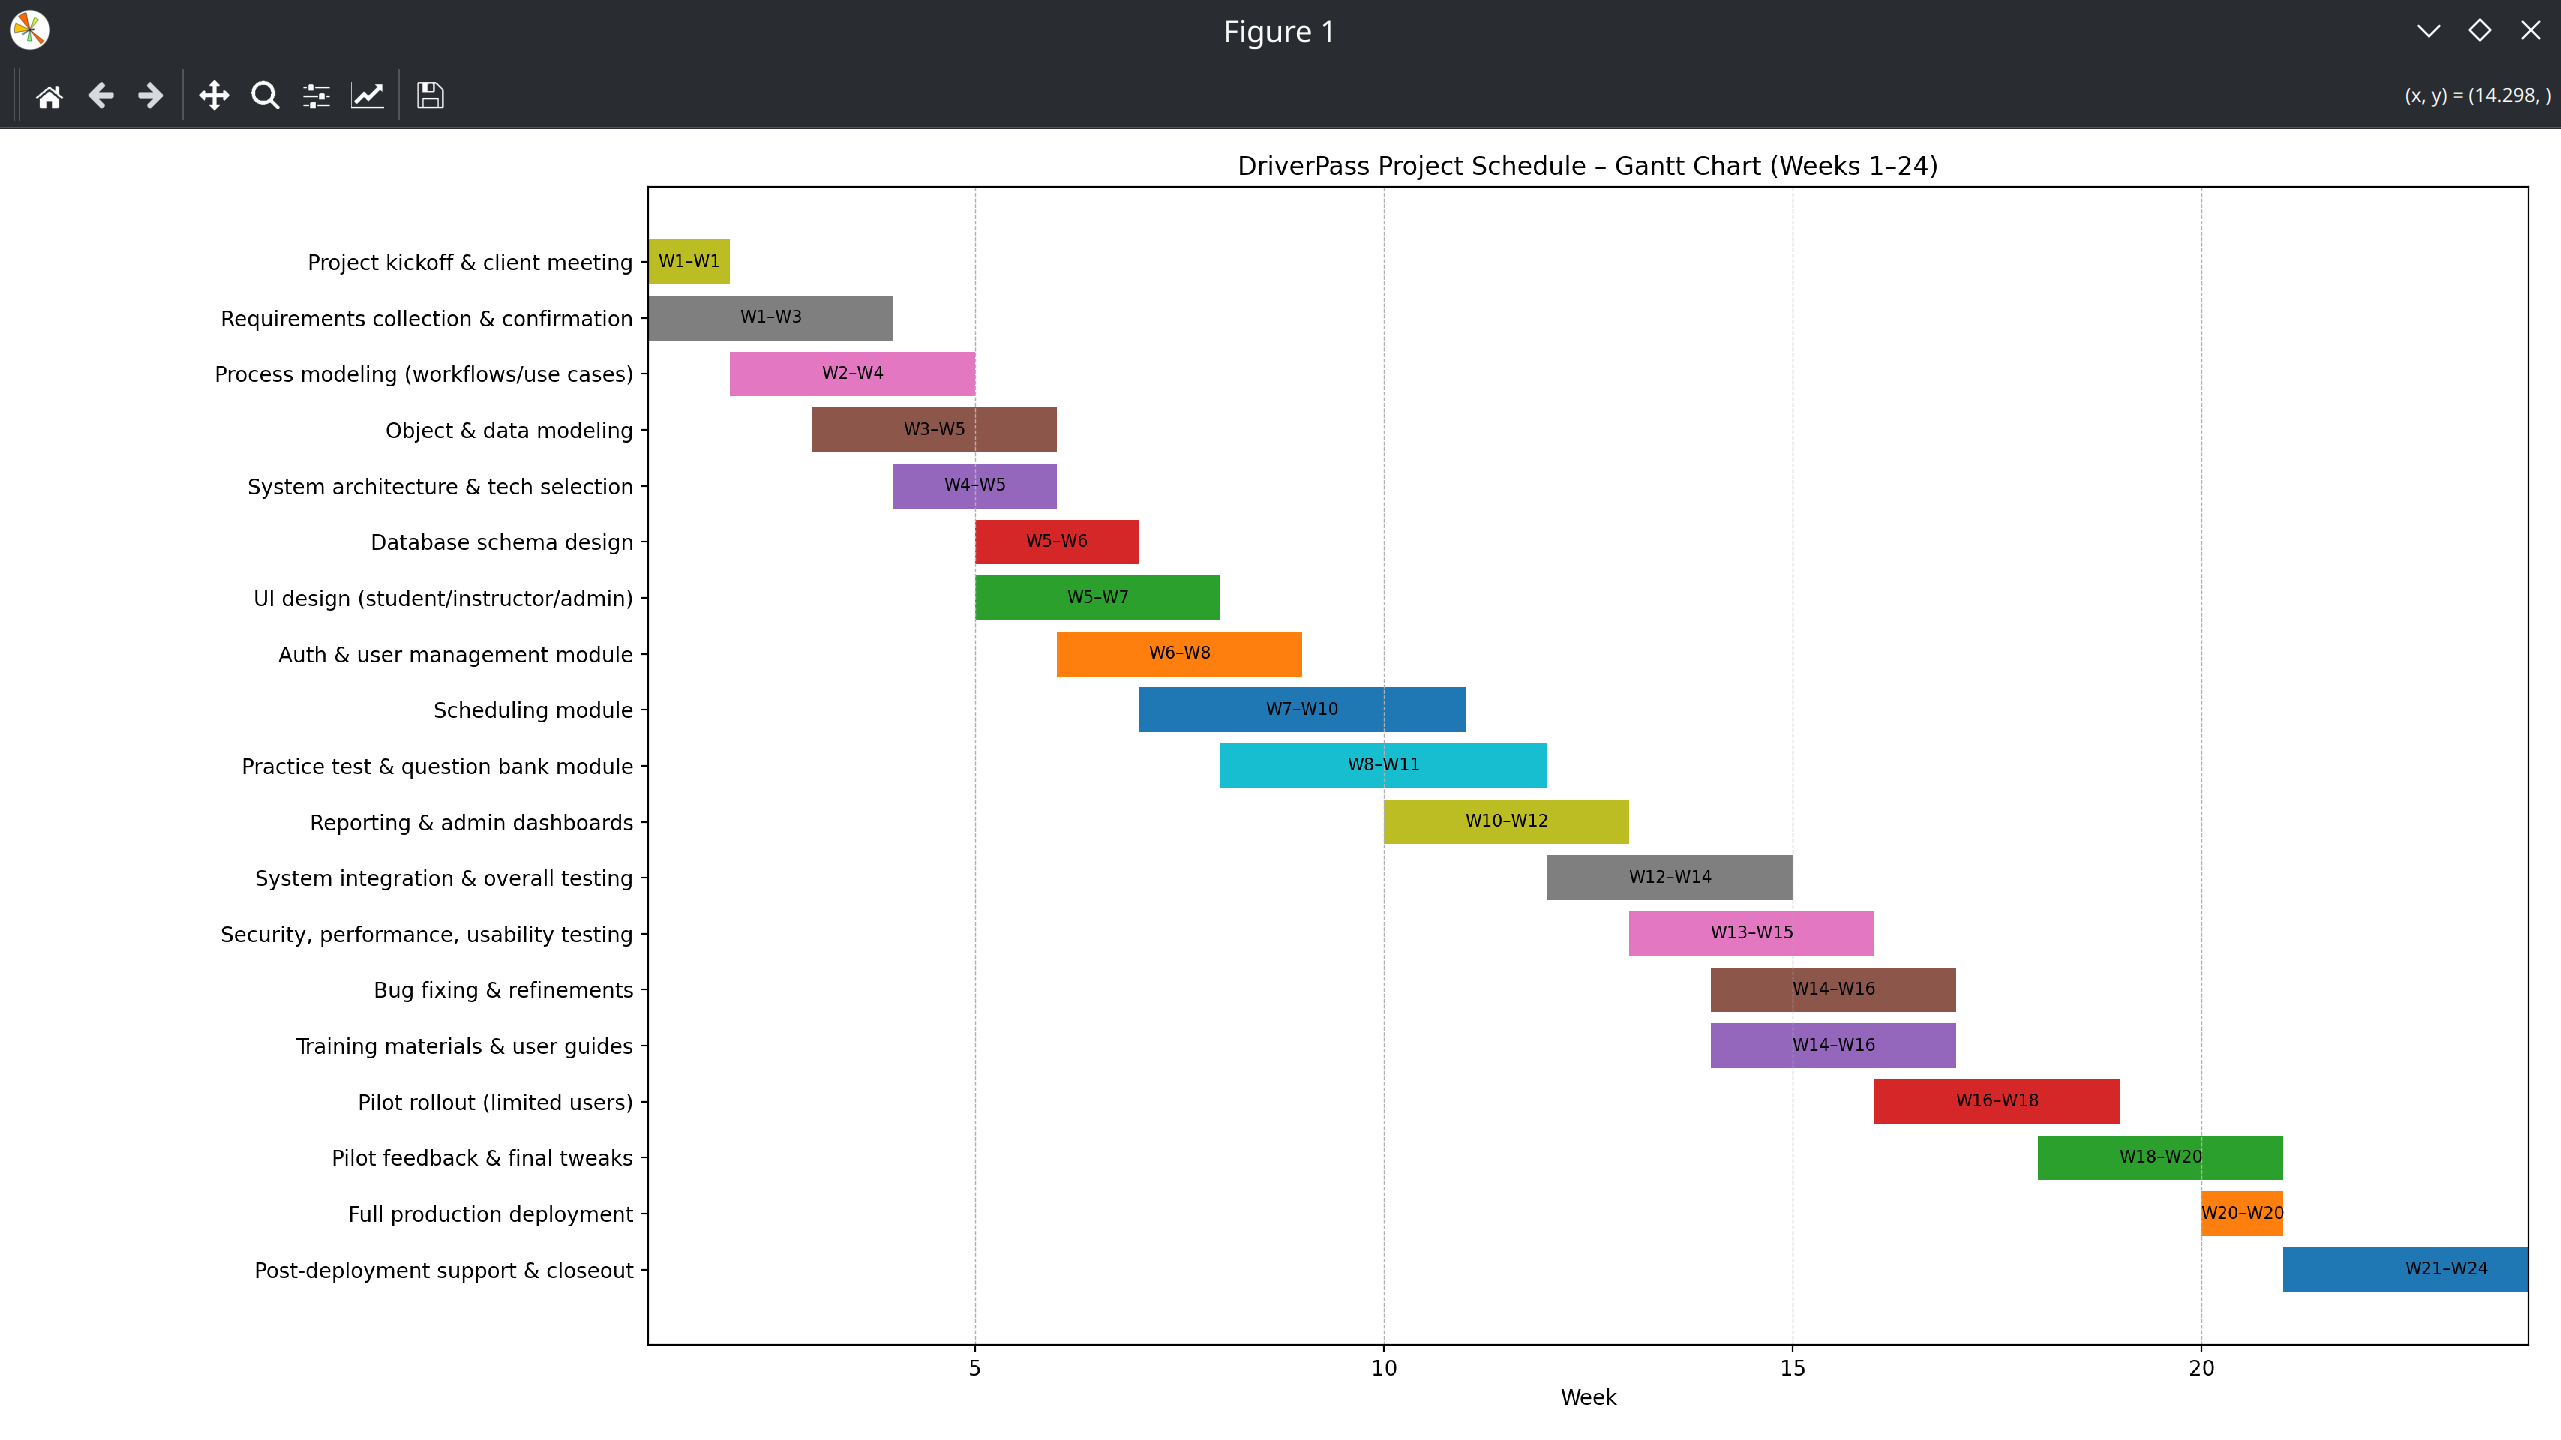 Figure 1
(x, y) = (14.298, )
DriverPass Project Schedule – Gantt Chart (Weeks 1–24)
Project kickoff & client meeting
W1–W1
Requirements collection & confirmation
W1–W3
Process modeling (workflows/use cases)
W2–W4
Object & data modeling
W3–W5
System architecture & tech selection
W4–W5
Database schema design
W5–W6
UI design (student/instructor/admin)
W5–W7
Auth & user management module
W6–W8
Scheduling module
W7–W10
Practice test & question bank module
W8–W11
Reporting & admin dashboards
W10–W12
System integration & overall testing
W12–W14
Security, performance, usability testing
W13–W15
Bug fixing & refinements
W14–W16
Training materials & user guides
W14–W16
Pilot rollout (limited users)
W16–W18
Pilot feedback & final tweaks
W18–W20
Full production deployment
W20–W20
Post-deployment support & closeout
W21–W24
5
10
15
20
Week